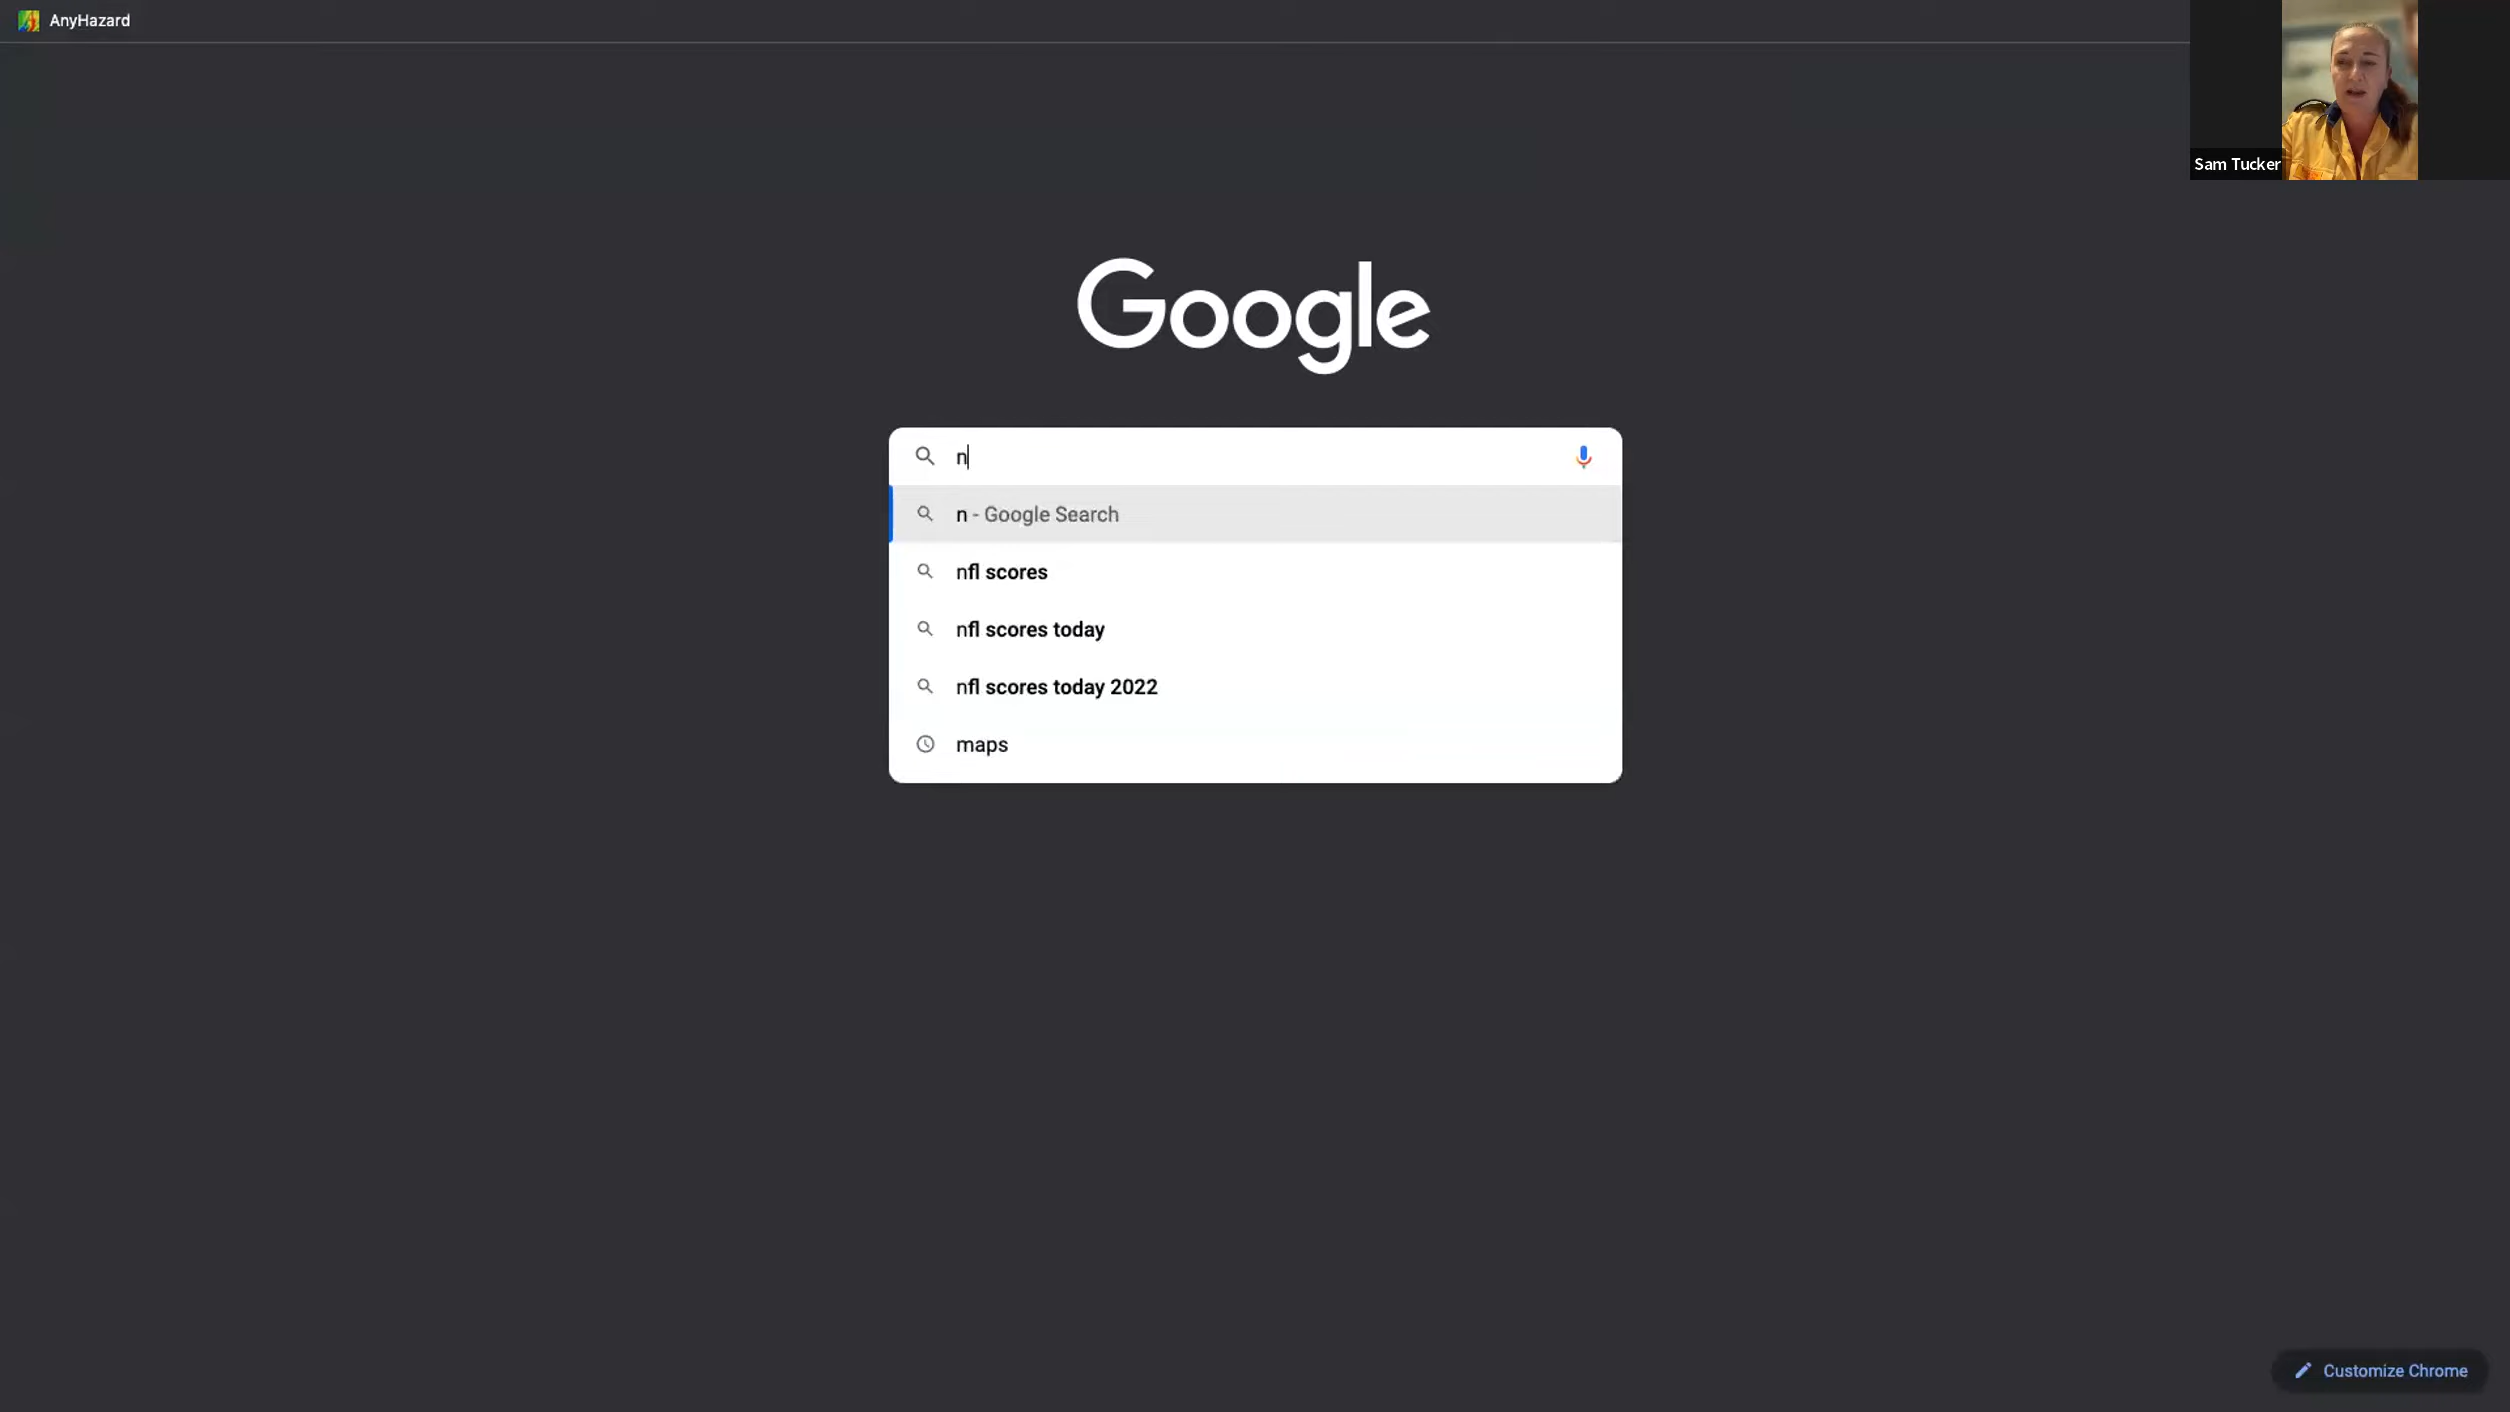 AnyHazard
Sam Tucker
Google
n
n - Google Search
nfl scores
nfl scores today
nfl scores today 2022
maps
Customize Chrome